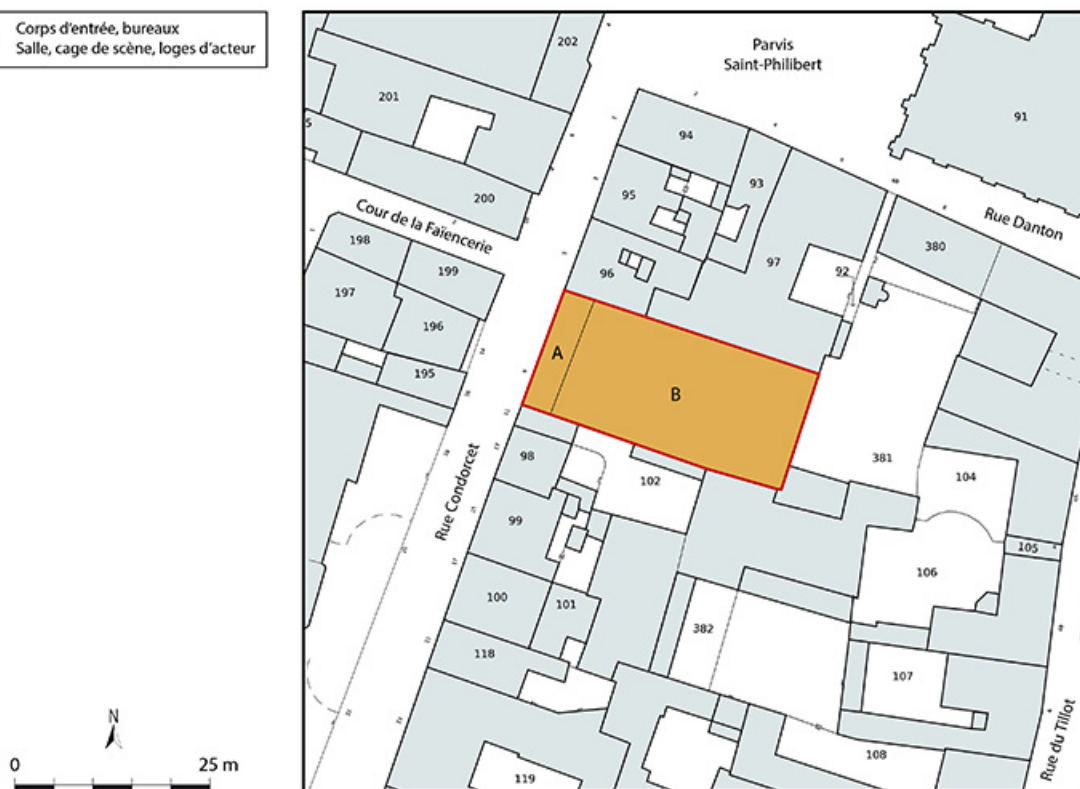 Corps d'entrée, bureaux
Salle, cage de scène, loges d'acteur
202
Parvis
Saint-Philibert
201
91
94
93
95
200
Cour de la Faïencerie
Rue Danton
198
199
380
97
92
96
197
196
195
A
B
98
102
381
104
Rue Condorcet
99
105
106
100
101
382
118
107
Rue du Tillot
108
119
N
0
25 m